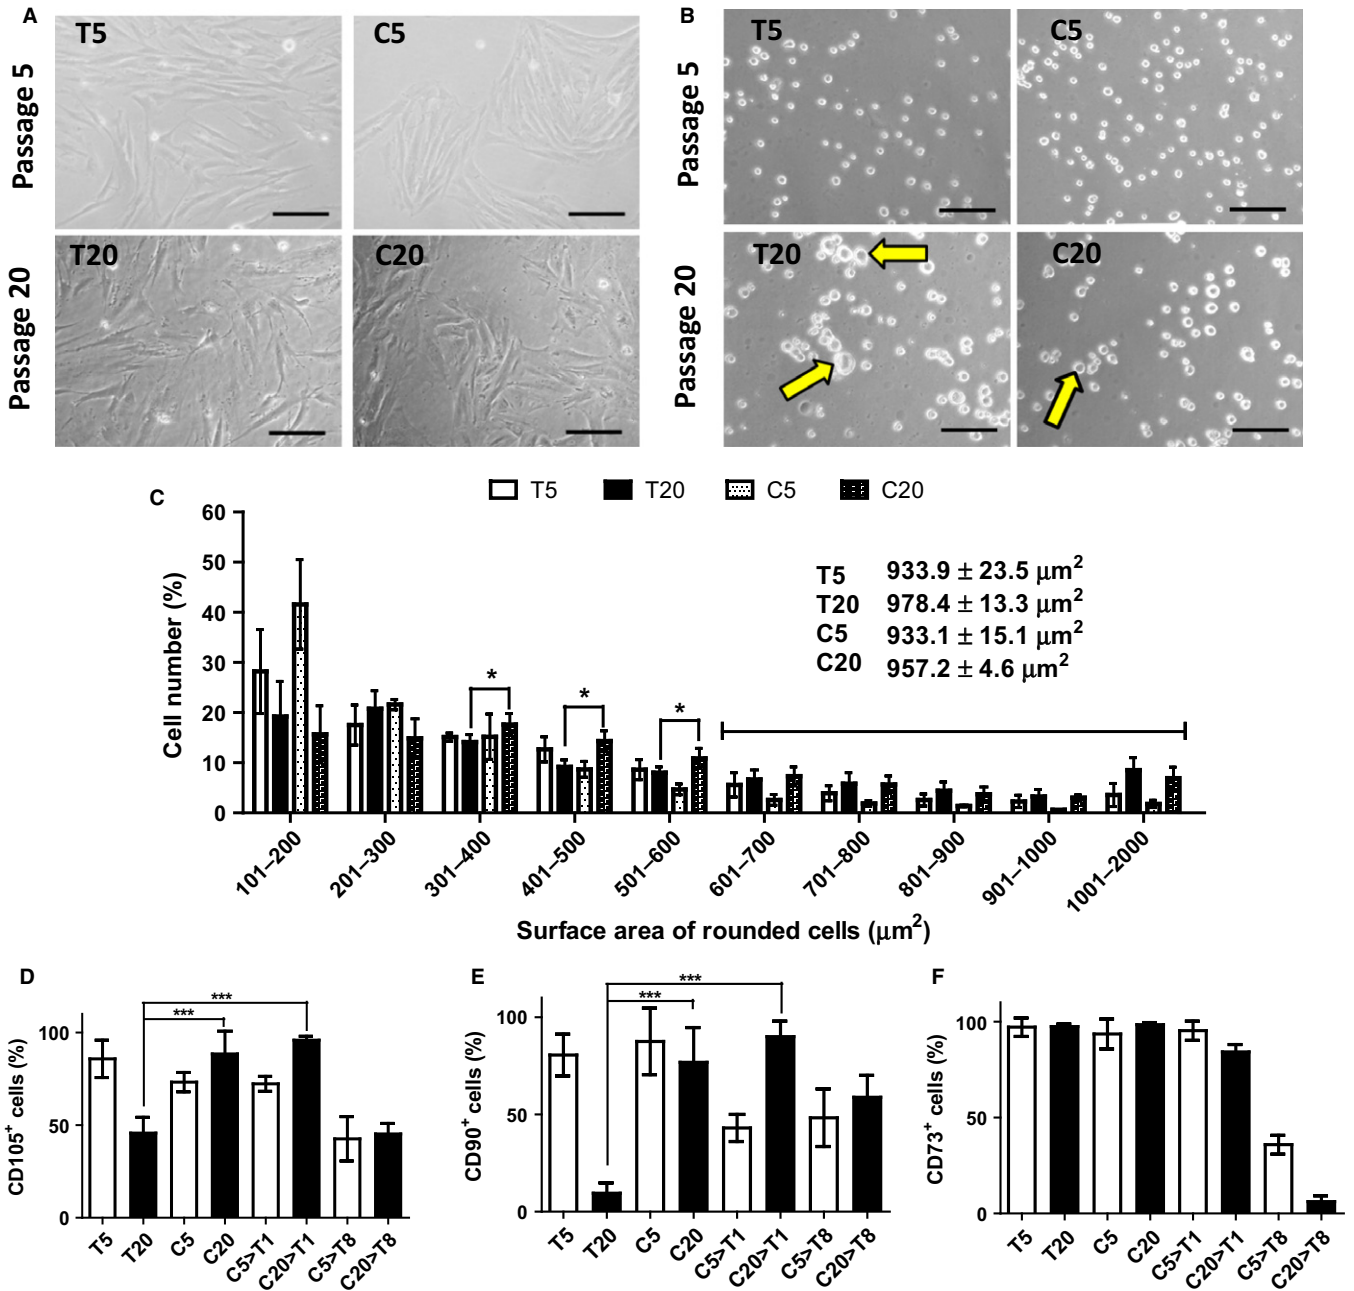 A
T5
C5
Passage 5
T20
C20
Passage 20
B
T5
C5
Passage 5
T20
C20
Passage 20
C
T5 T20 C5 C20
60
50
40
30
20
10
0
Cell number (%)
T5 933.9 ± 23.5 μm²
T20 978.4 ± 13.3 μm²
C5 933.1 ± 15.1 μm²
C20 957.2 ± 4.6 μm²
* * *
101–200 201–300 301–400 401–500 501–600 601–700 701–800 801–900 901–1000 1001–2000
Surface area of rounded cells (μm²)
D
***
***
100
50
0
CD105⁺ cells (%)
T5 T20 C5 C20 C5>T1 C20>T1 C5>T8 C20>T8
E
***
***
100
50
0
CD90⁺ cells (%)
T5 T20 C5 C20 C5>T1 C20>T1 C5>T8 C20>T8
F
100
50
0
CD73⁺ cells (%)
T5 T20 C5 C20 C5>T1 C20>T1 C5>T8 C20>T8